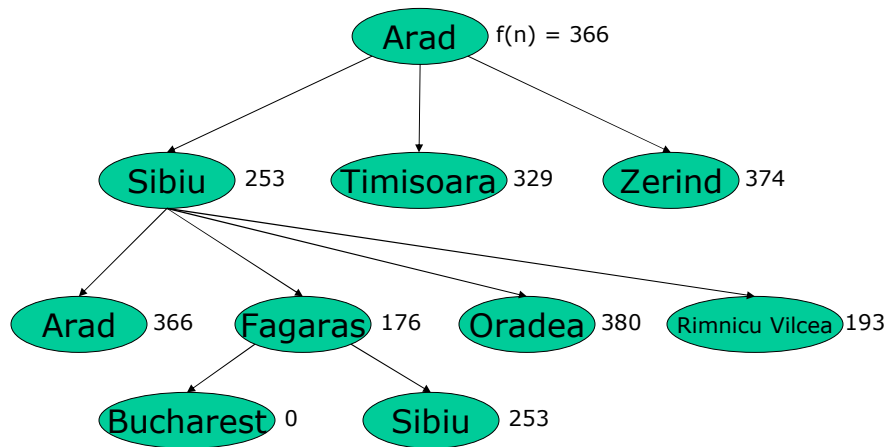 Arad f(n) = 366
Sibiu 253 Timisoara 329 Zerind 374
Arad 366 Fagaras 176 Oradea 380 Rimnicu Vilcea 193
Bucharest 0 Sibiu 253